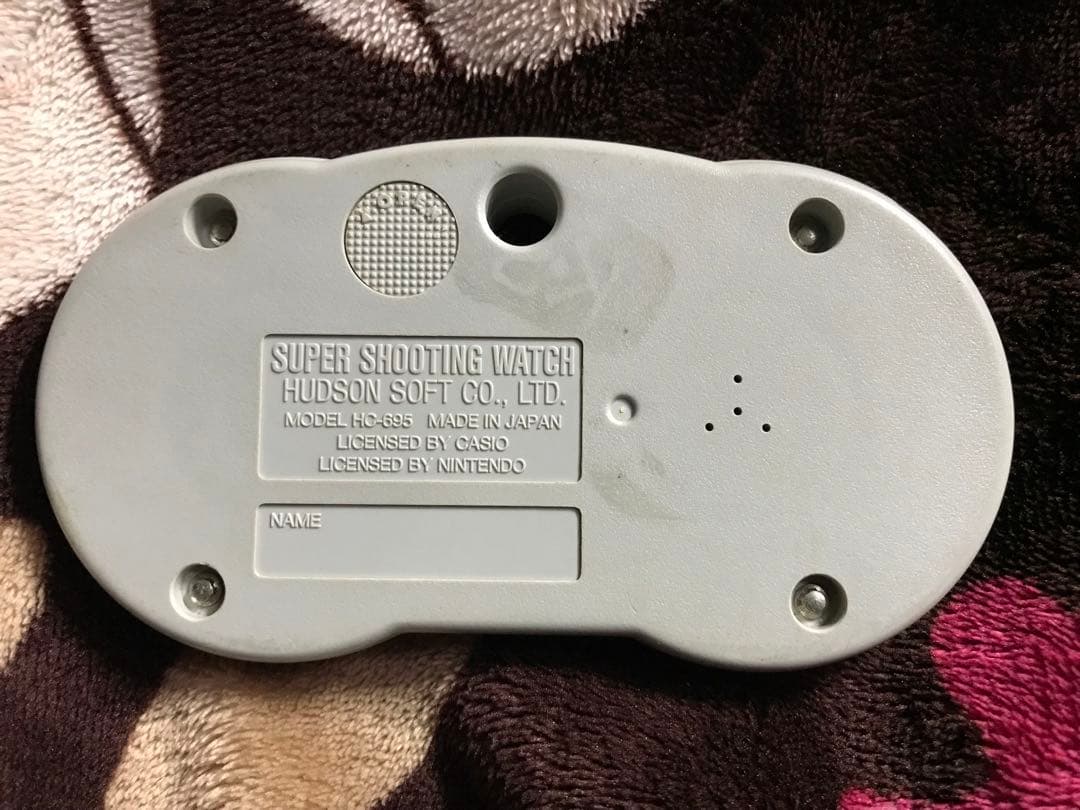 OPEN
SUPER SHOOTING WATCH
HUDSON SOFT CO., LTD.
MODEL HC-695 MADE IN JAPAN
LICENSED BY CASIO
LICENSED BY NINTENDO
NAME